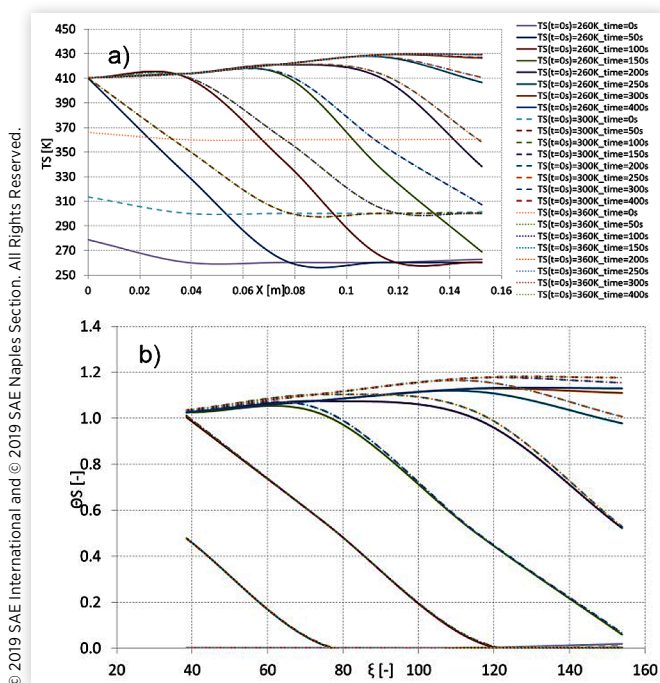 © 2019 SAE International and © 2019 SAE Naples Section. All Rights Reserved.
a)
TS [K]
450
430
410
390
370
350
330
310
290
270
250
0
0.02
0.04
0.06
X [m]
0.08
0.1
0.12
0.14
0.16
TS(t=0s)=260K_time=0s
TS(t=0s)=260K_time=50s
TS(t=0s)=260K_time=100s
TS(t=0s)=260K_time=150s
TS(t=0s)=260K_time=200s
TS(t=0s)=260K_time=250s
TS(t=0s)=260K_time=300s
TS(t=0s)=260K_time=400s
TS(t=0s)=300K_time=0s
TS(t=0s)=300K_time=50s
TS(t=0s)=300K_time=100s
TS(t=0s)=300K_time=150s
TS(t=0s)=300K_time=200s
TS(t=0s)=300K_time=250s
TS(t=0s)=300K_time=300s
TS(t=0s)=300K_time=400s
TS(t=0s)=360K_time=0s
TS(t=0s)=360K_time=50s
TS(t=0s)=360K_time=100s
TS(t=0s)=360K_time=150s
TS(t=0s)=360K_time=200s
TS(t=0s)=360K_time=250s
TS(t=0s)=360K_time=300s
TS(t=0s)=360K_time=400s
b)
ΘS [-]
1.4
1.2
1.0
0.8
0.6
0.4
0.2
0.0
20
40
60
80
ξ [-]
100
120
140
160